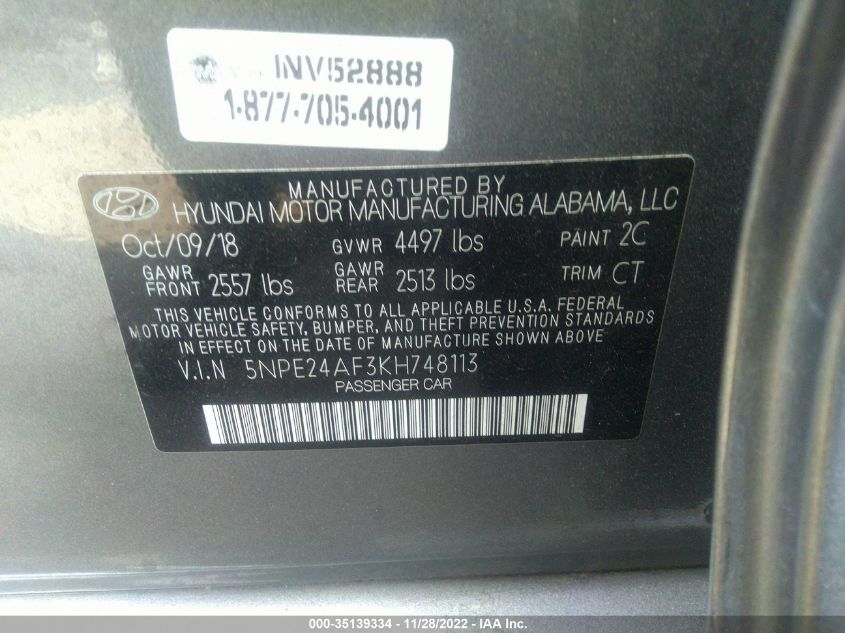 INV52888
1-877-705-4001
MANUFACTURED BY
HYUNDAI MOTOR MANUFACTURING ALABAMA, LLC
Oct/09/18 GVWR 4497 lbs PAINT 2C
GAWR FRONT 2557 lbs GAWR REAR 2513 lbs TRIM CT
THIS VEHICLE CONFORMS TO ALL APPLICABLE U.S.A. FEDERAL
MOTOR VEHICLE SAFETY, BUMPER, AND THEFT PREVENTION STANDARDS
IN EFFECT ON THE DATE OF MANUFACTURE SHOWN ABOVE
V.I.N 5NPE24AF3KH748113
PASSENGER CAR
000-35139334 - 11/28/2022 - Copyright IAA, Inc.